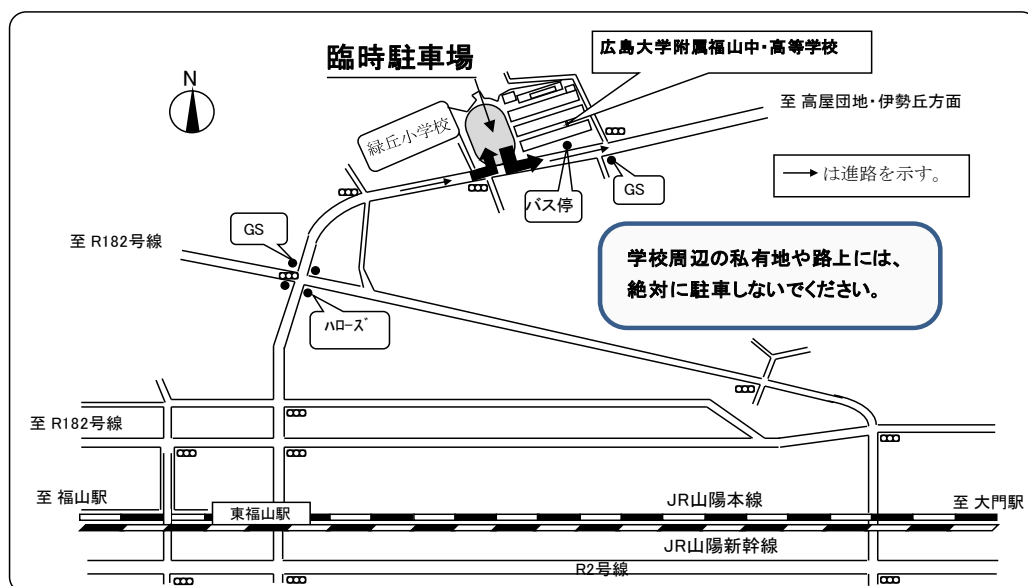 広島大学附属福山中・高等学校
臨時駐車場
N
至 高屋団地・伊勢丘方面
緑丘小学校
→は進路を示す。
GS
バス停
GS
至 R182号線
学校周辺の私有地や路上には、
絶対に駐車しないでください。
ハローズ
至 R182号線
至 福山駅
JR山陽本線
至 大門駅
東福山駅
JR山陽新幹線
R2号線